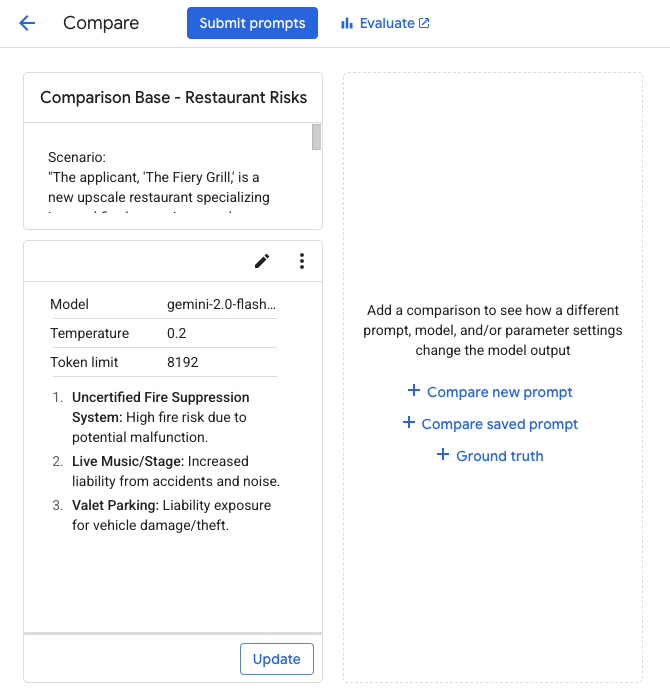 Compare
Submit prompts
Evaluate
Comparison Base - Restaurant Risks
Scenario:
"The applicant, 'The Fiery Grill,' is a
new upscale restaurant specializing
Model gemini-2.0-flash...
Temperature 0.2
Token limit 8192
1. Uncertified Fire Suppression
System: High fire risk due to
potential malfunction.
2. Live Music/Stage: Increased
liability from accidents and noise.
3. Valet Parking: Liability exposure
for vehicle damage/theft.
Update
Add a comparison to see how a different
prompt, model, and/or parameter settings
change the model output
+ Compare new prompt
+ Compare saved prompt
+ Ground truth